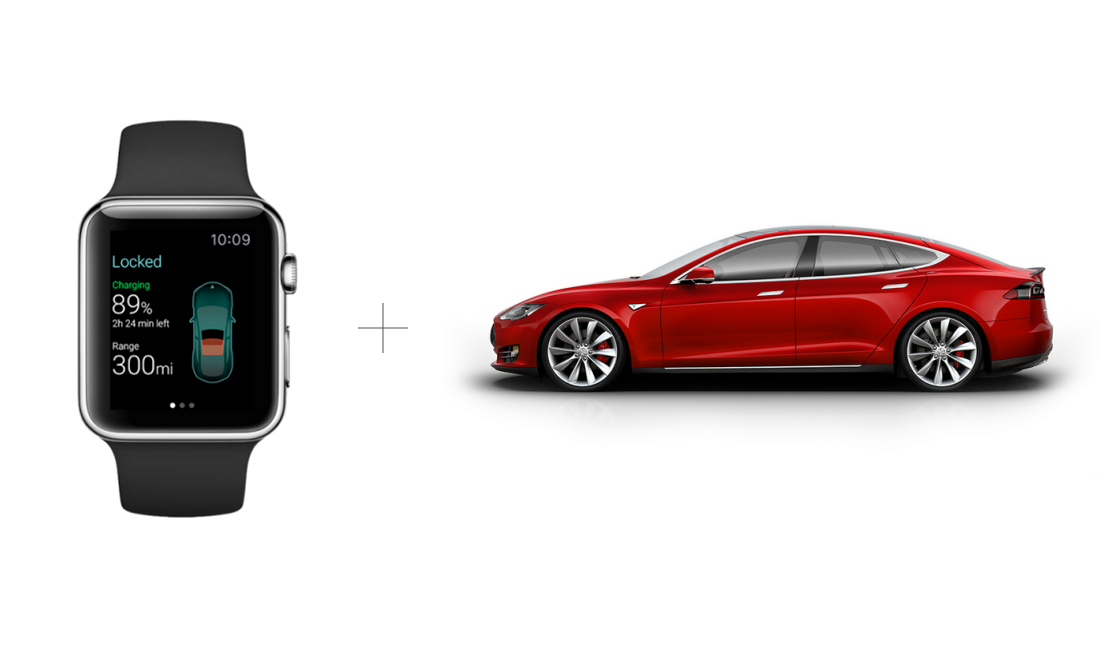 10:09
Locked
Charging
89%
2h 24 min left
Range
300mi